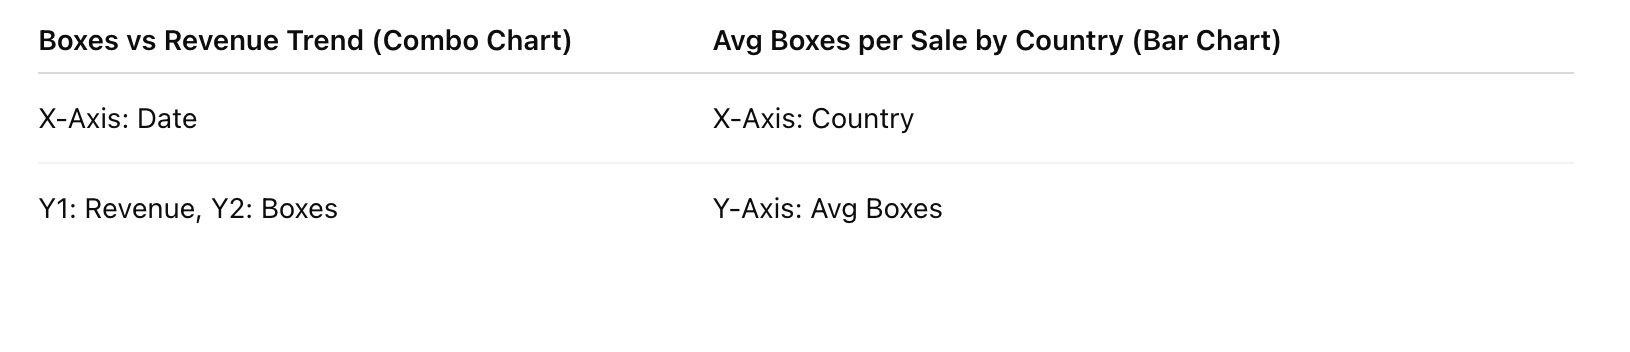 Boxes vs Revenue Trend (Combo Chart) Avg Boxes per Sale by Country (Bar Chart)
X-Axis: Date X-Axis: Country
Y1: Revenue, Y2: Boxes Y-Axis: Avg Boxes